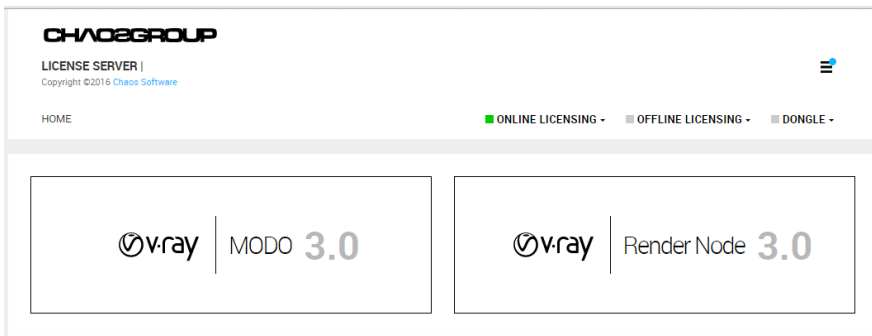 CHAOSGROUP
LICENSE SERVER |
Copyright ©2016 Chaos Software
HOME
ONLINE LICENSING
OFFLINE LICENSING
DONGLE
v·ray MODO 3.0
v·ray Render Node 3.0